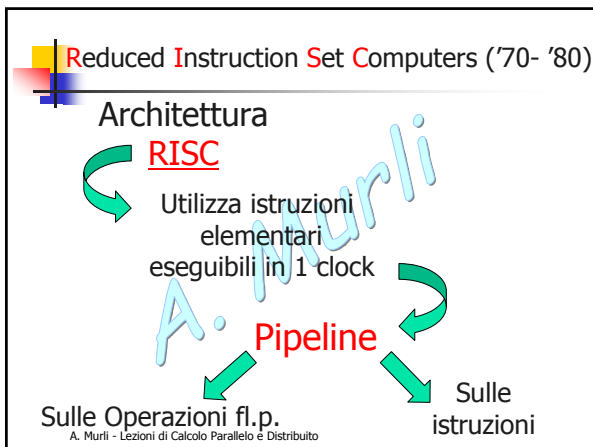 Reduced Instruction Set Computers ('70- '80)
Architettura
RISC
Utilizza istruzioni
elementari
eseguibili in 1 clock
A. Murli
Pipeline
Sulle Operazioni fl.p.
Sulle
istruzioni
A. Murli - Lezioni di Calcolo Parallelo e Distribuito